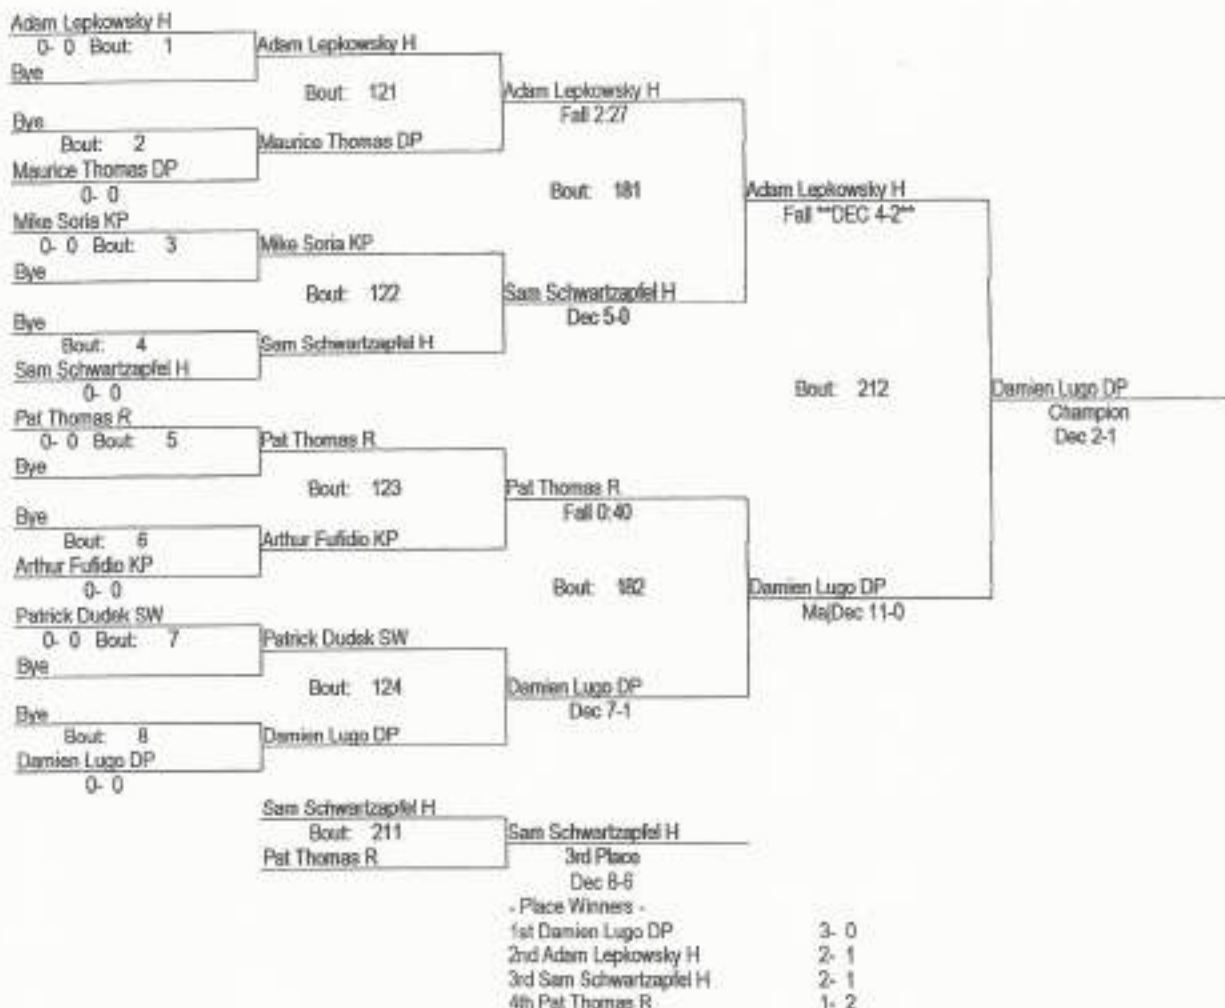 Adam Lepkowsky H
0- 0 Bout: 1
Bye
Adam Lepkowsky H
Bout: 121
Bye
Bout: 2
Maurice Thomas DP
0- 0
Maurice Thomas DP
Adam Lepkowsky H
Fall 2:27
Bout: 181
Mike Soria KP
0- 0 Bout: 3
Bye
Mike Soria KP
Bout: 122
Bye
Bout: 4
Sam Schwartzapfel H
0- 0
Sam Schwartzapfel H
Sam Schwartzapfel H
Dec 5-0
Adam Lepkowsky H
Fall **DEC 4-2**
Bout: 212
Pat Thomas R
0- 0 Bout: 5
Bye
Pat Thomas R
Bout: 123
Bye
Bout: 6
Arthur Fufidio KP
0- 0
Arthur Fufidio KP
Pat Thomas R
Fall 0:40
Bout: 182
Patrick Dudek SW
0- 0 Bout: 7
Bye
Patrick Dudek SW
Bout: 124
Bye
Bout: 8
Damien Lugo DP
0- 0
Damien Lugo DP
Damien Lugo DP
Dec 7-1
Damien Lugo DP
MajDec 11-0
Damien Lugo DP
Champion
Dec 2-1
Sam Schwartzapfel H
Bout: 211
Pat Thomas R
Sam Schwartzapfel H
3rd Place
Dec 8-6
- Place Winners -
1st Damien Lugo DP 3- 0
2nd Adam Lepkowsky H 2- 1
3rd Sam Schwartzapfel H 2- 1
4th Pat Thomas R 1- 2